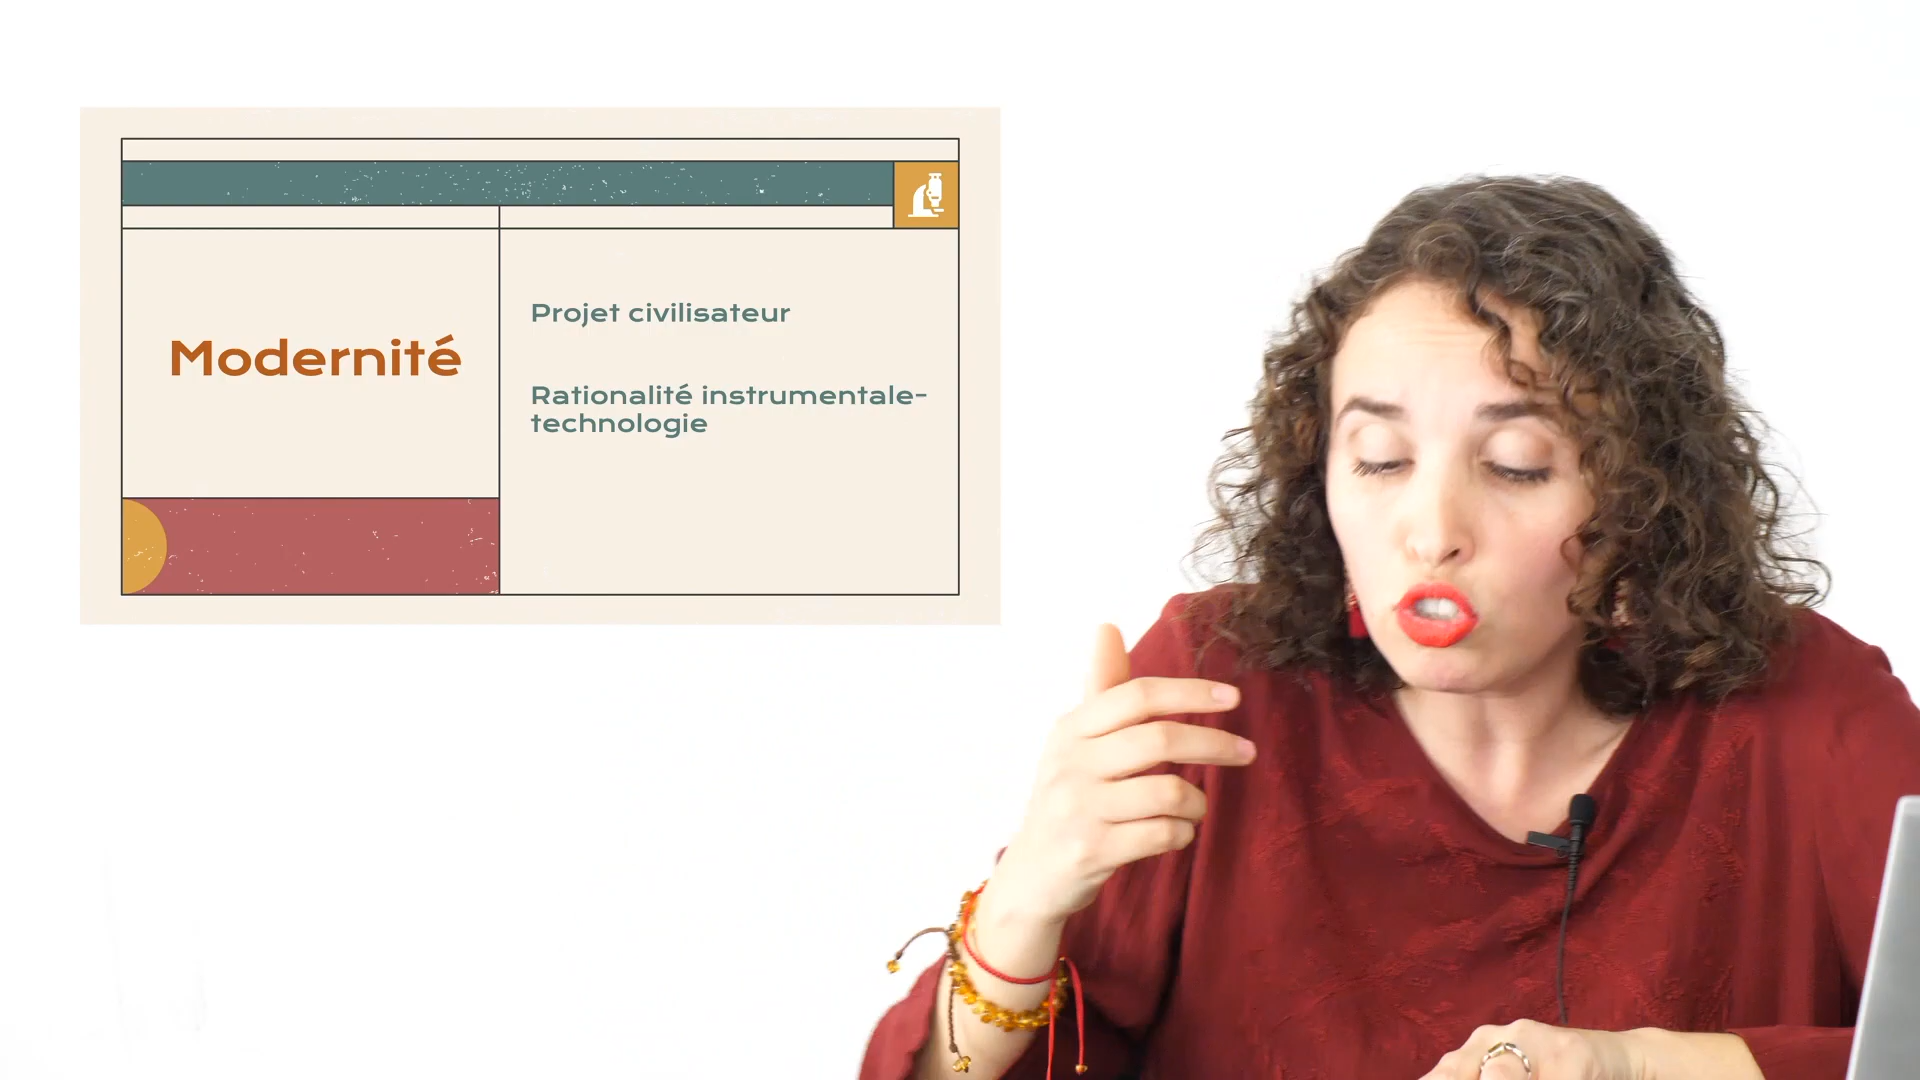 Modernité
Projet civilisateur
Rationalité instrumentale-
technologie